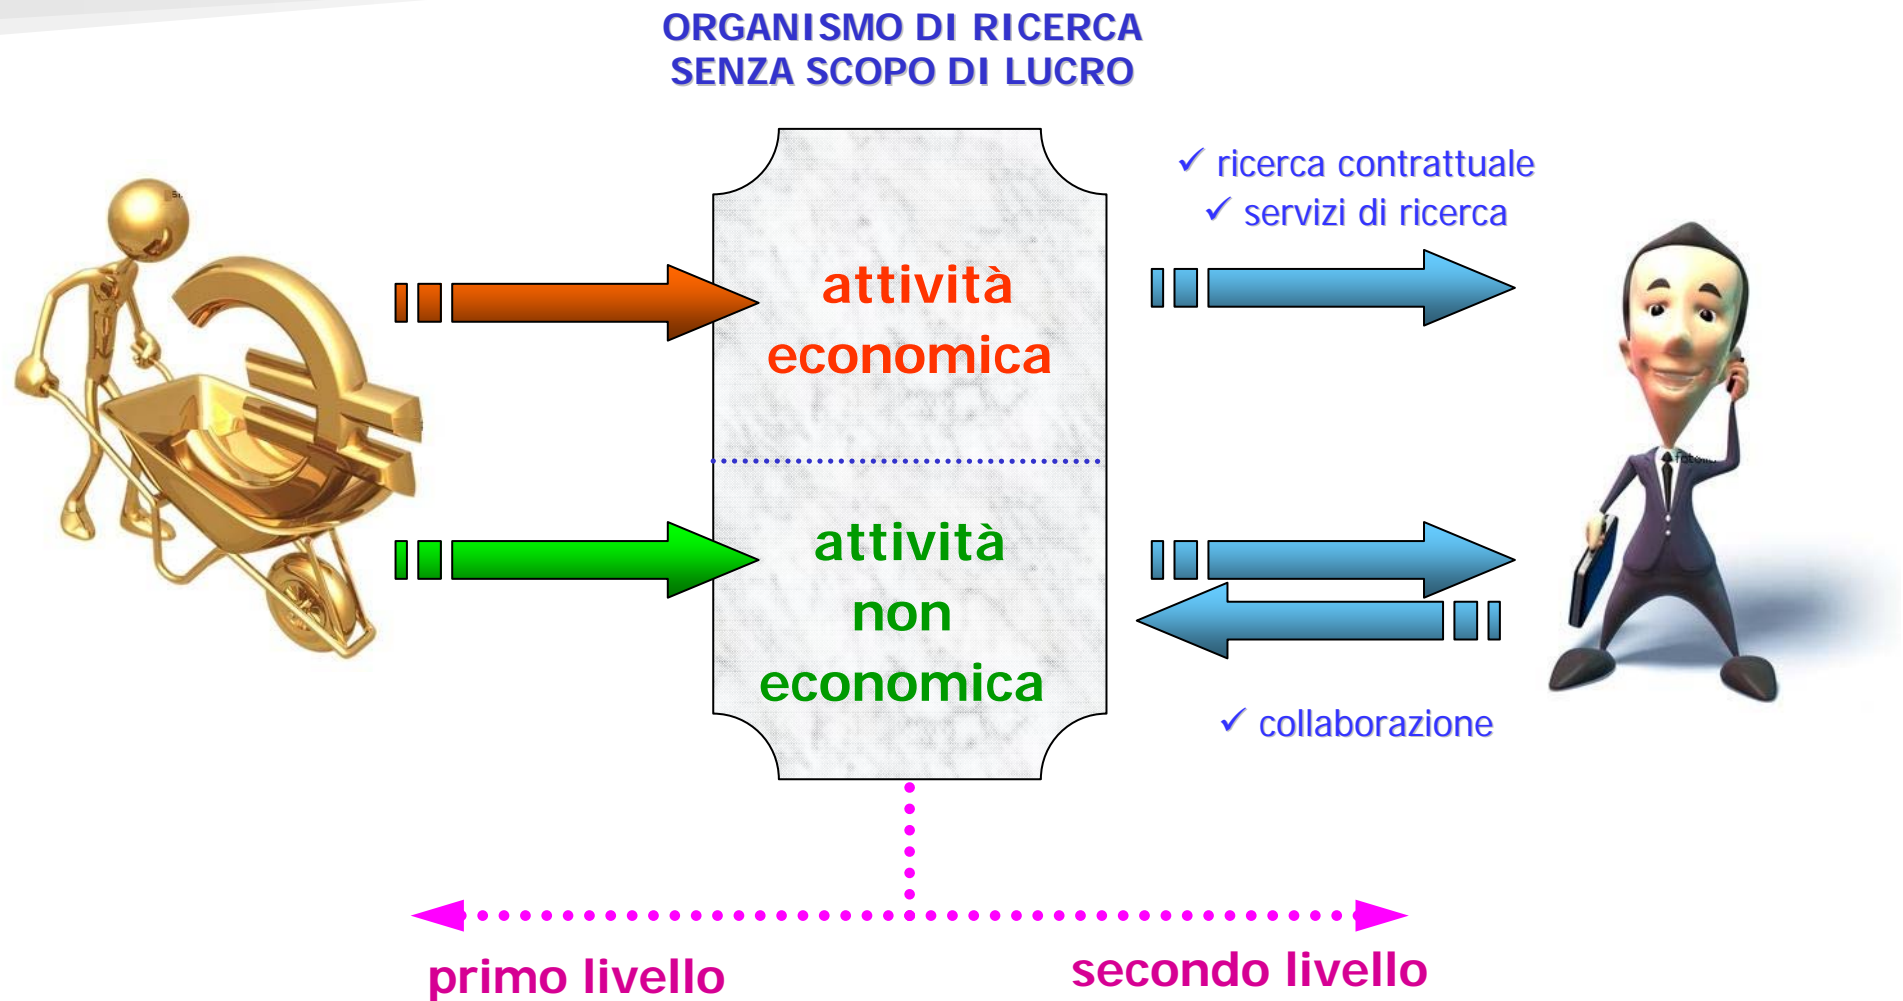 ORGANISMO DI RICERCA
SENZA SCOPO DI LUCRO
✓ ricerca contrattuale
✓ servizi di ricerca
attività
economica
attività
non
economica
✓ collaborazione
primo livello
secondo livello